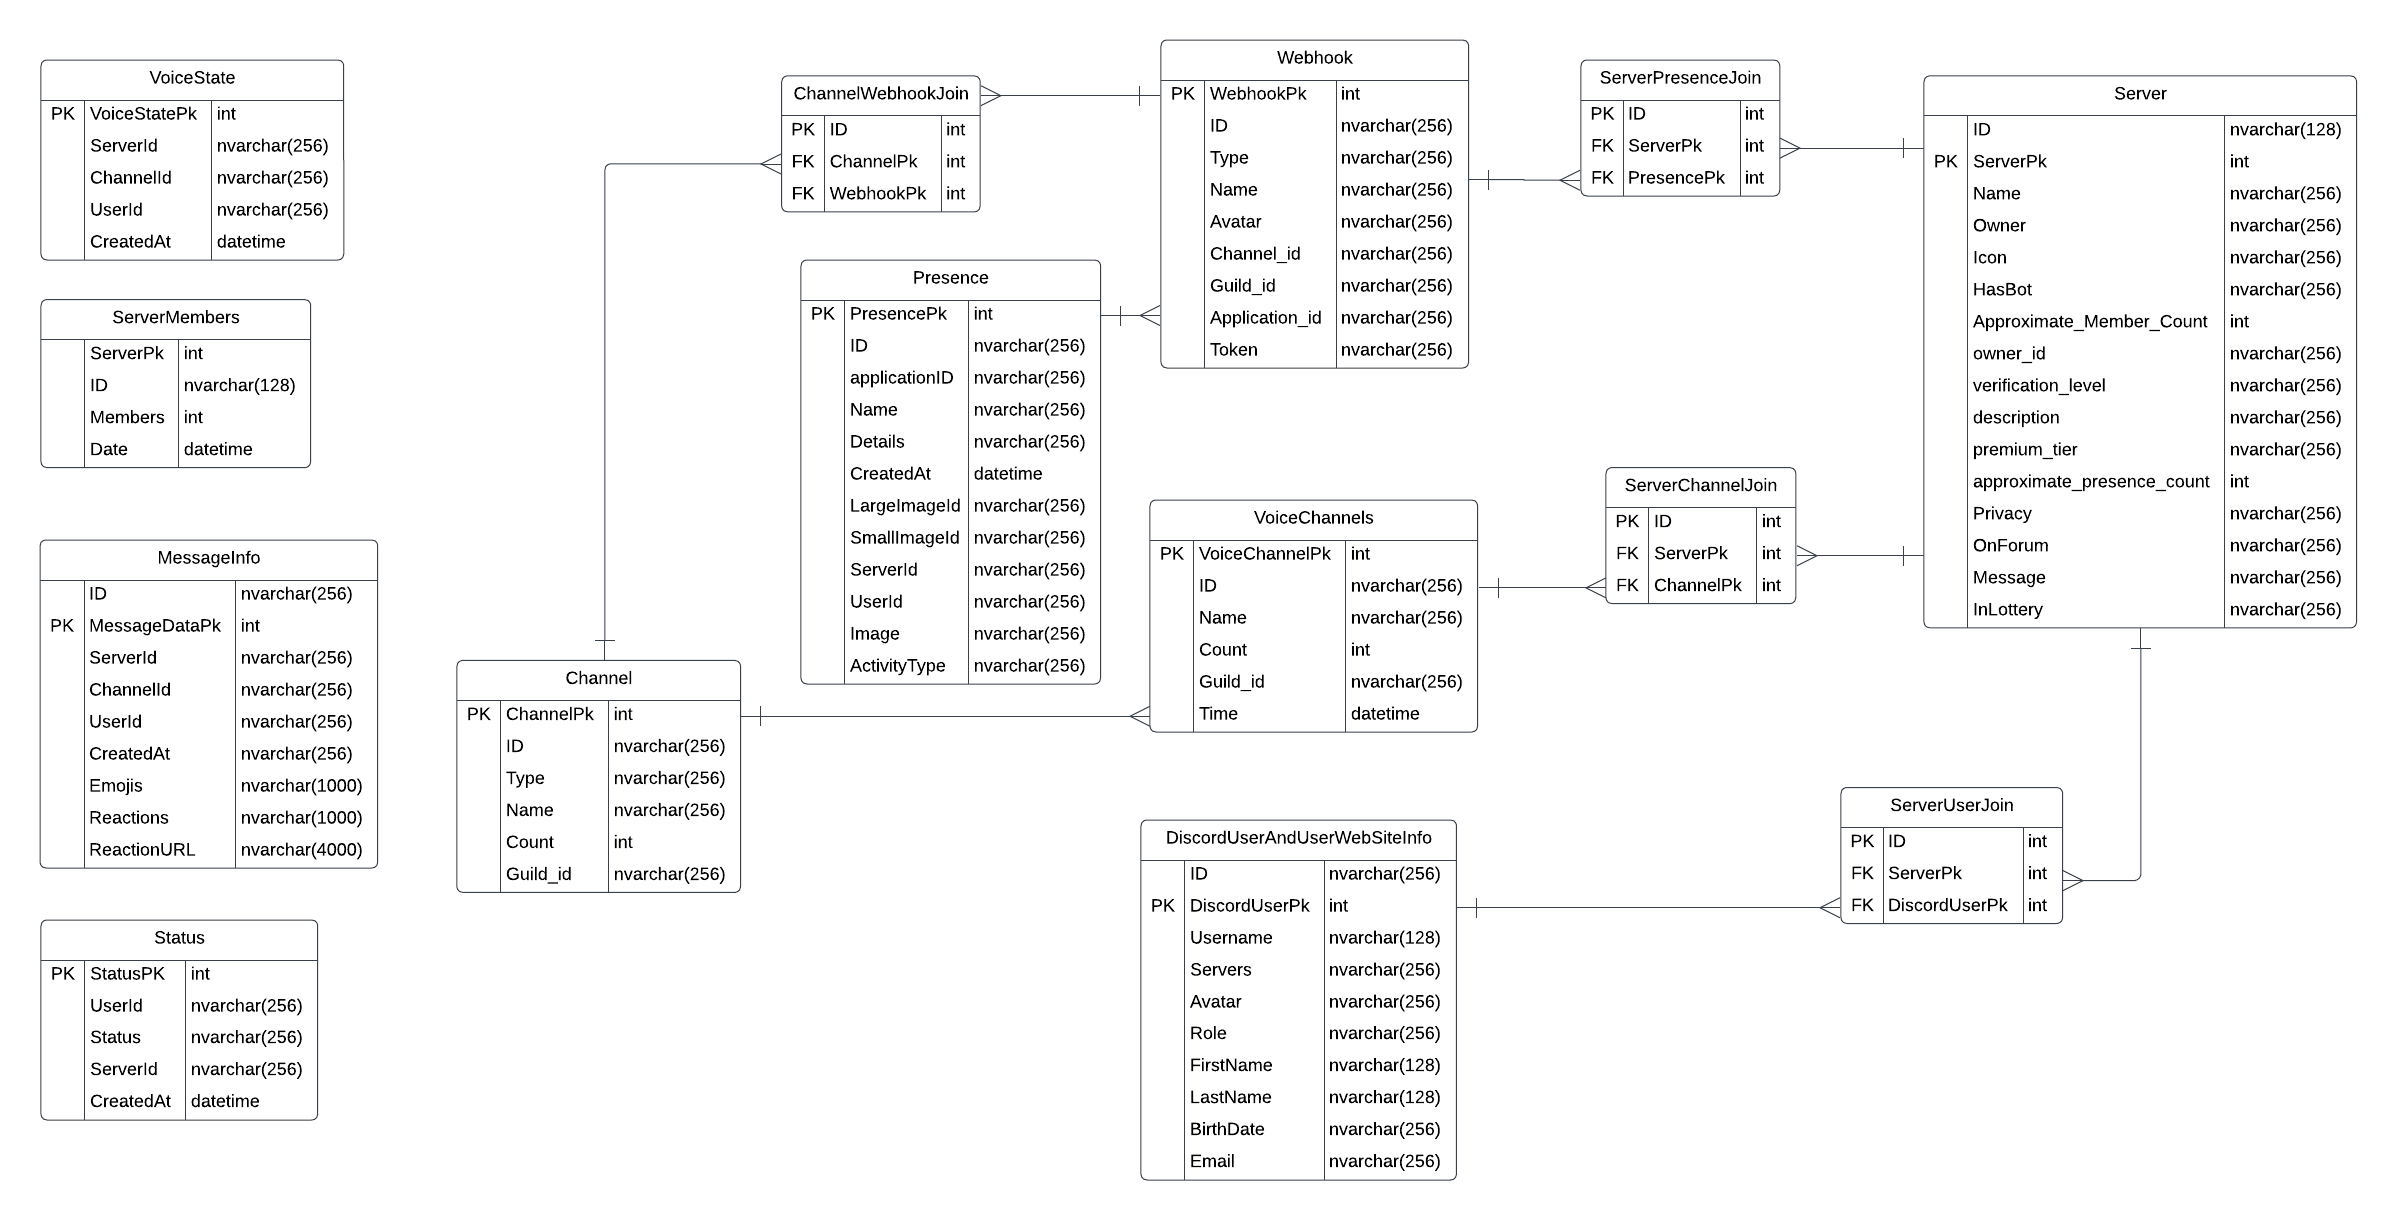 VoiceState
PK VoiceStatePk int
ServerId nvarchar(256)
ChannelId nvarchar(256)
UserId nvarchar(256)
CreatedAt datetime
ServerMembers
ServerPk int
ID nvarchar(128)
Members int
Date datetime
MessageInfo
ID nvarchar(256)
PK MessageDataPk int
ServerId nvarchar(256)
ChannelId nvarchar(256)
UserId nvarchar(256)
CreatedAt nvarchar(256)
Emojis nvarchar(1000)
Reactions nvarchar(1000)
ReactionURL nvarchar(4000)
Status
PK StatusPK int
UserId nvarchar(256)
Status nvarchar(256)
ServerId nvarchar(256)
CreatedAt datetime
Channel
PK ChannelPk int
ID nvarchar(256)
Type nvarchar(256)
Name nvarchar(256)
Count int
Guild_id nvarchar(256)
ChannelWebhookJoin
PK ID int
FK ChannelPk int
FK WebhookPk int
Presence
PK PresencePk int
ID nvarchar(256)
applicationID nvarchar(256)
Name nvarchar(256)
Details nvarchar(256)
CreatedAt datetime
LargeImageId nvarchar(256)
SmallImageId nvarchar(256)
ServerId nvarchar(256)
UserId nvarchar(256)
Image nvarchar(256)
ActivityType nvarchar(256)
Webhook
PK WebhookPk int
ID nvarchar(256)
Type nvarchar(256)
Name nvarchar(256)
Avatar nvarchar(256)
Channel_id nvarchar(256)
Guild_id nvarchar(256)
Application_id nvarchar(256)
Token nvarchar(256)
VoiceChannels
PK VoiceChannelPk int
ID nvarchar(256)
Name nvarchar(256)
Count int
Guild_id nvarchar(256)
Time datetime
DiscordUserAndUserWebSiteInfo
ID nvarchar(256)
PK DiscordUserPk int
Username nvarchar(128)
Servers nvarchar(256)
Avatar nvarchar(256)
Role nvarchar(256)
FirstName nvarchar(128)
LastName nvarchar(128)
BirthDate nvarchar(256)
Email nvarchar(256)
ServerPresenceJoin
PK ID int
FK ServerPk int
FK PresencePk int
ServerChannelJoin
PK ID int
FK ServerPk int
FK ChannelPk int
ServerUserJoin
PK ID int
FK ServerPk int
FK DiscordUserPk int
Server
ID nvarchar(128)
PK ServerPk int
Name nvarchar(256)
Owner nvarchar(256)
Icon nvarchar(256)
HasBot nvarchar(256)
Approximate_Member_Count int
owner_id nvarchar(256)
verification_level nvarchar(256)
description nvarchar(256)
premium_tier nvarchar(256)
approximate_presence_count int
Privacy nvarchar(256)
OnForum nvarchar(256)
Message nvarchar(256)
InLottery nvarchar(256)